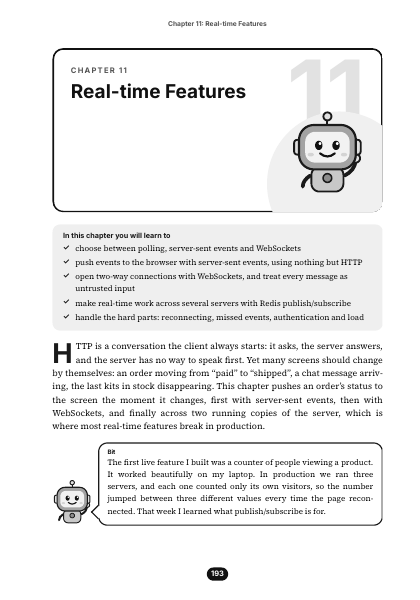 Chapter 11: Real-time Features
CHAPTER 11
11
Real-time Features
In this chapter you will learn to
✓ choose between polling, server-sent events and WebSockets
✓ push events to the browser with server-sent events, using nothing but HTTP
✓ open two-way connections with WebSockets, and treat every message as
untrusted input
✓ make real-time work across several servers with Redis publish/subscribe
✓ handle the hard parts: reconnecting, missed events, authentication and load
HTTP is a conversation the client always starts: it asks, the server answers,
and the server has no way to speak first. Yet many screens should change
by themselves: an order moving from “paid” to “shipped”, a chat message arriv-
ing, the last kits in stock disappearing. This chapter pushes an order’s status to
the screen the moment it changes, first with server-sent events, then with
WebSockets, and finally across two running copies of the server, which is
where most real-time features break in production.
Bit
The first live feature I built was a counter of people viewing a product.
It worked beautifully on my laptop. In production we ran three
servers, and each one counted only its own visitors, so the number
jumped between three different values every time the page recon-
nected. That week I learned what publish/subscribe is for.
193